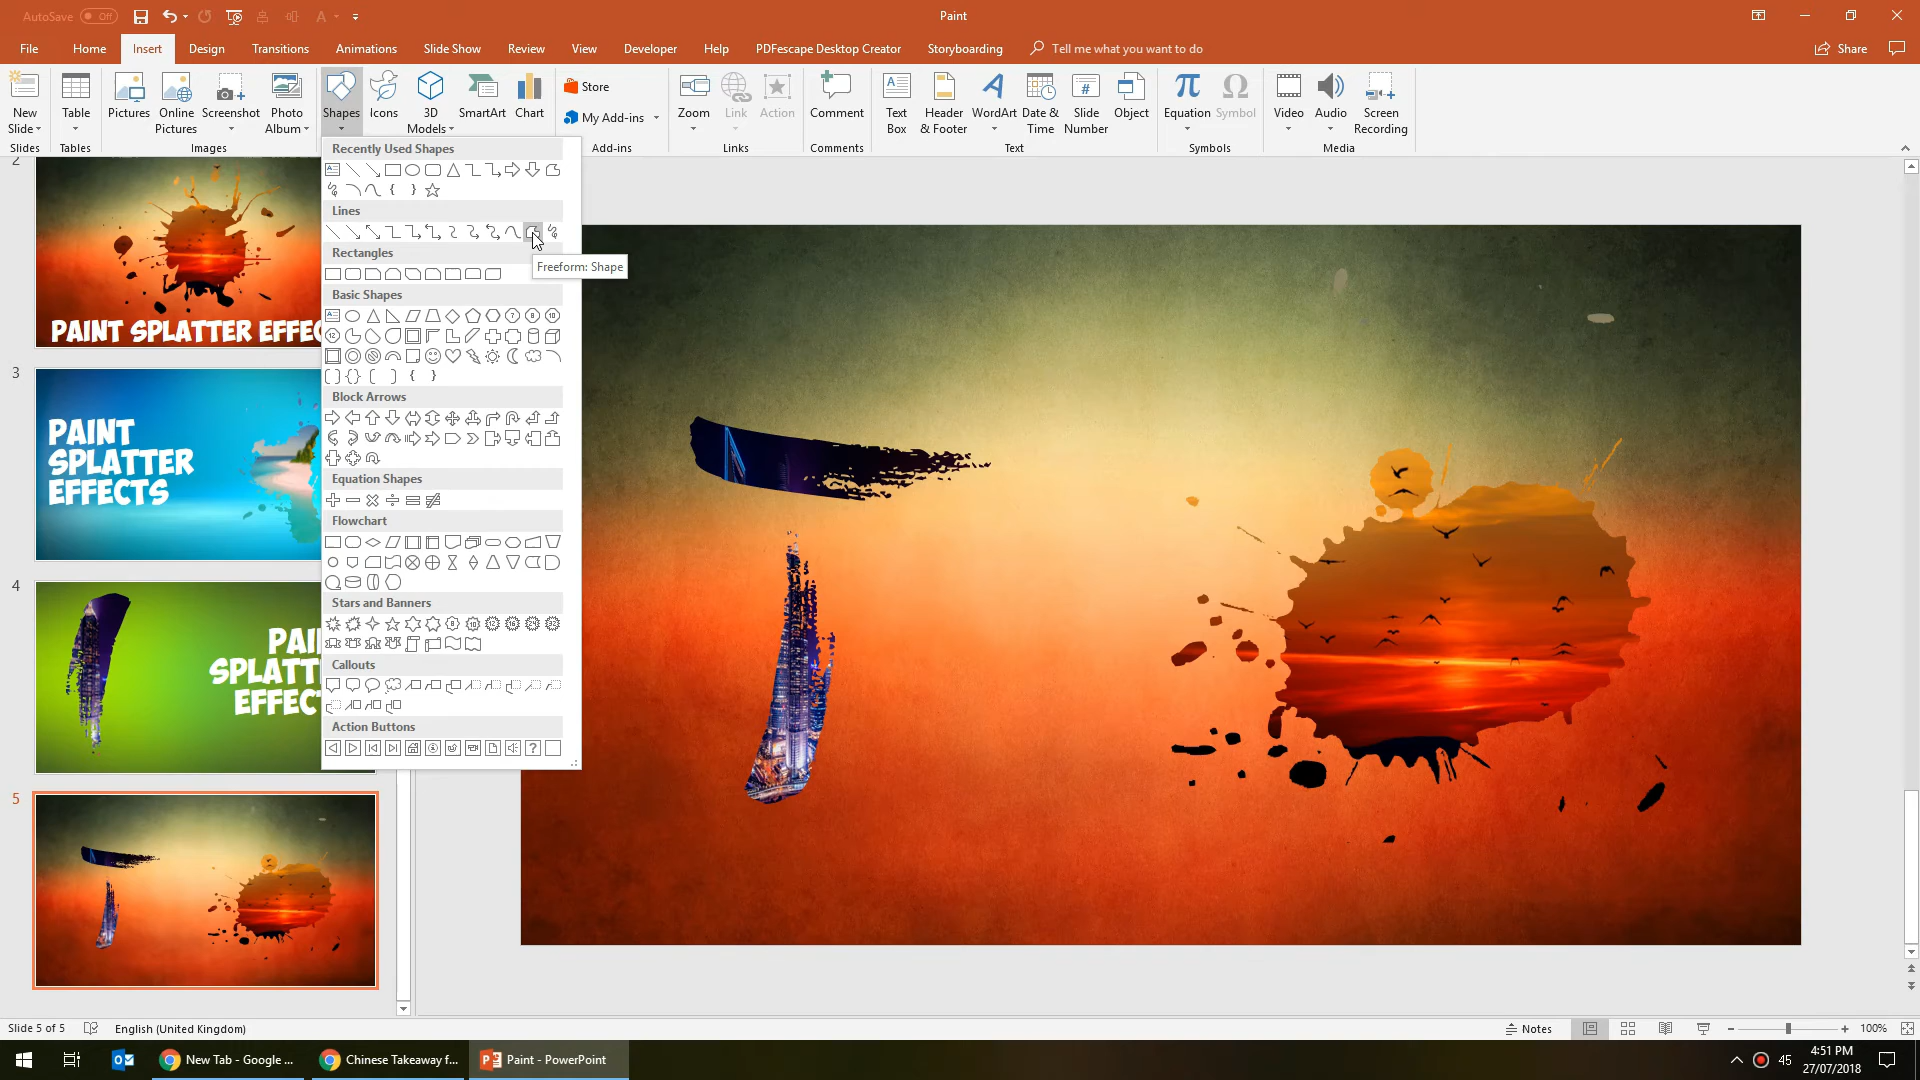 AutoSave Off
Paint
File Home Insert Design Transitions Animations Slide Show Review View Developer Help PDFescape Desktop Creator Storyboarding Tell me what you want to do Share
New Slide
Table
Pictures
Online Pictures
Screenshot
Photo Album
Shapes
Icons
3D Models
SmartArt
Chart
Store
My Add-ins
Zoom
Link
Action
Comment
Text Box
Header & Footer
WordArt
Date & Time
Slide Number
Object
Equation
Symbol
Video
Audio
Screen Recording
Slides Tables Images Add-ins Links Comments Text Symbols Media
Recently Used Shapes
Lines
Rectangles
Freeform: Shape
Basic Shapes
Block Arrows
Equation Shapes
Flowchart
Stars and Banners
Callouts
Action Buttons
2
PAINT SPLATTER EFFEC
3
PAINT
SPLATTER
EFFECTS
4
PAI
SPLATT
EFFEC
5
Slide 5 of 5 English (United Kingdom) Notes 100%
New Tab - Google ... Chinese Takeaway f... Paint - PowerPoint 45
4:51 PM
27/07/2018